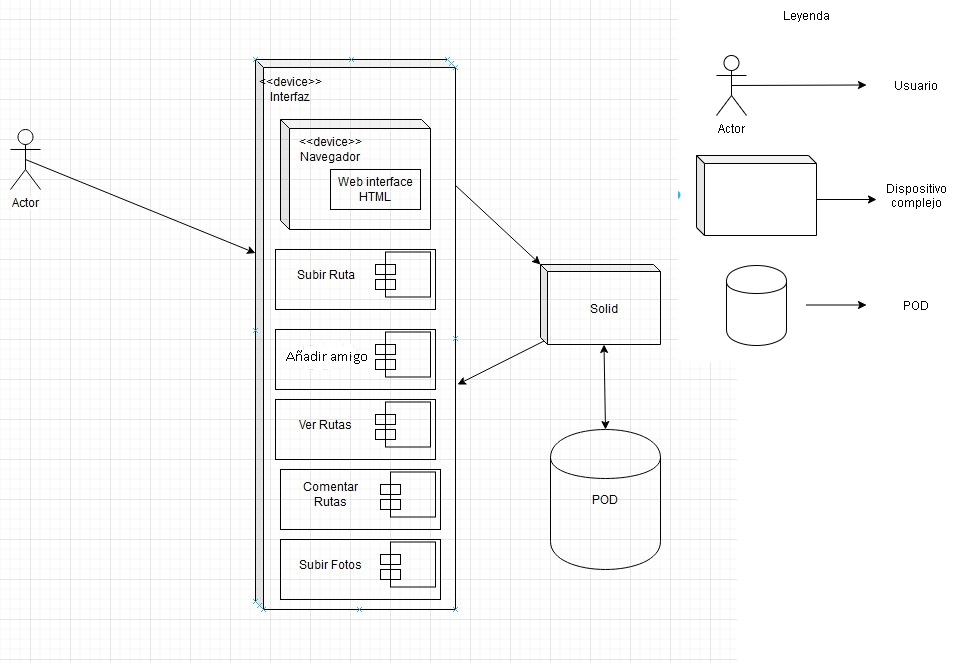 Leyenda
Usuario
Actor
Dispositivo
complejo
POD
Actor
<<device>>
Interfaz
<<device>>
Navegador
Web interface
HTML
Subir Ruta
Añadir amigo
Ver Rutas
Comentar
Rutas
Subir Fotos
Solid
POD